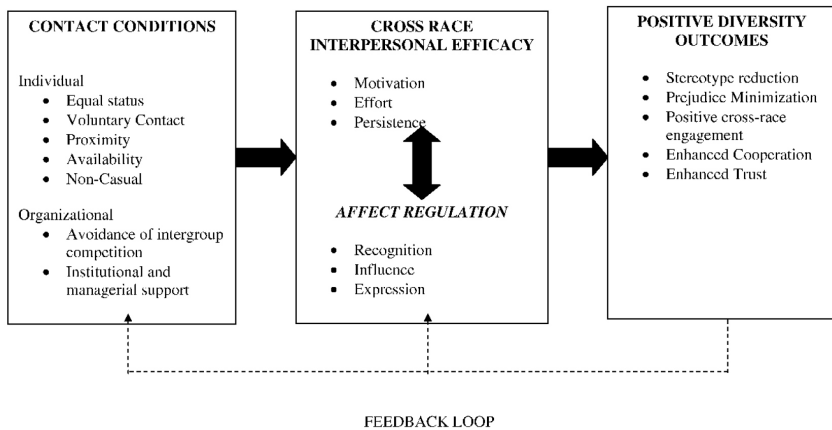 CONTACT CONDITIONS
Individual
• Equal status
• Voluntary Contact
• Proximity
• Availability
• Non-Casual
Organizational
• Avoidance of intergroup
competition
• Institutional and
managerial support
CROSS RACE
INTERPERSONAL EFFICACY
• Motivation
• Effort
• Persistence
AFFECT REGULATION
• Recognition
• Influence
• Expression
POSITIVE DIVERSITY
OUTCOMES
• Stereotype reduction
• Prejudice Minimization
• Positive cross-race
engagement
• Enhanced Cooperation
• Enhanced Trust
FEEDBACK LOOP